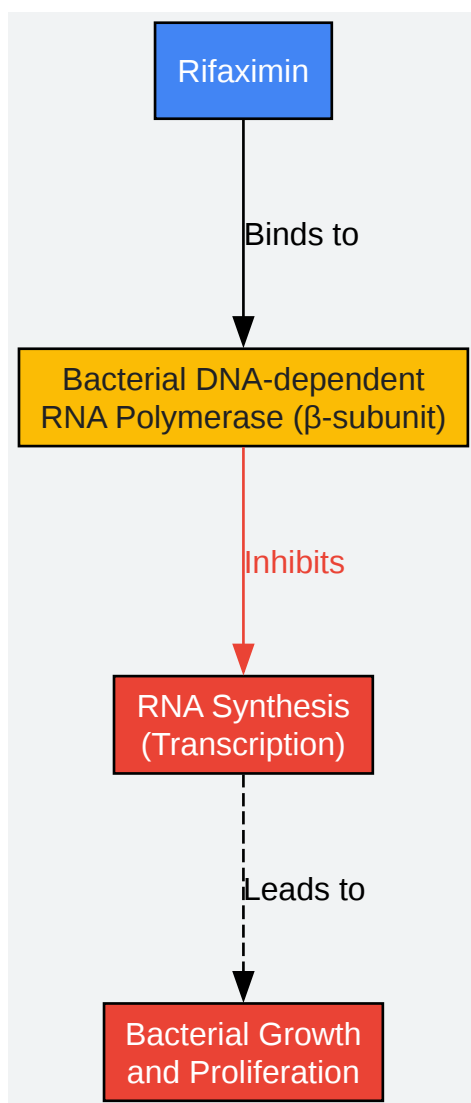 Rifaximin
Binds to
Bacterial DNA-dependent
RNA Polymerase (β-subunit)
Inhibits
RNA Synthesis
(Transcription)
Leads to
Bacterial Growth
and Proliferation